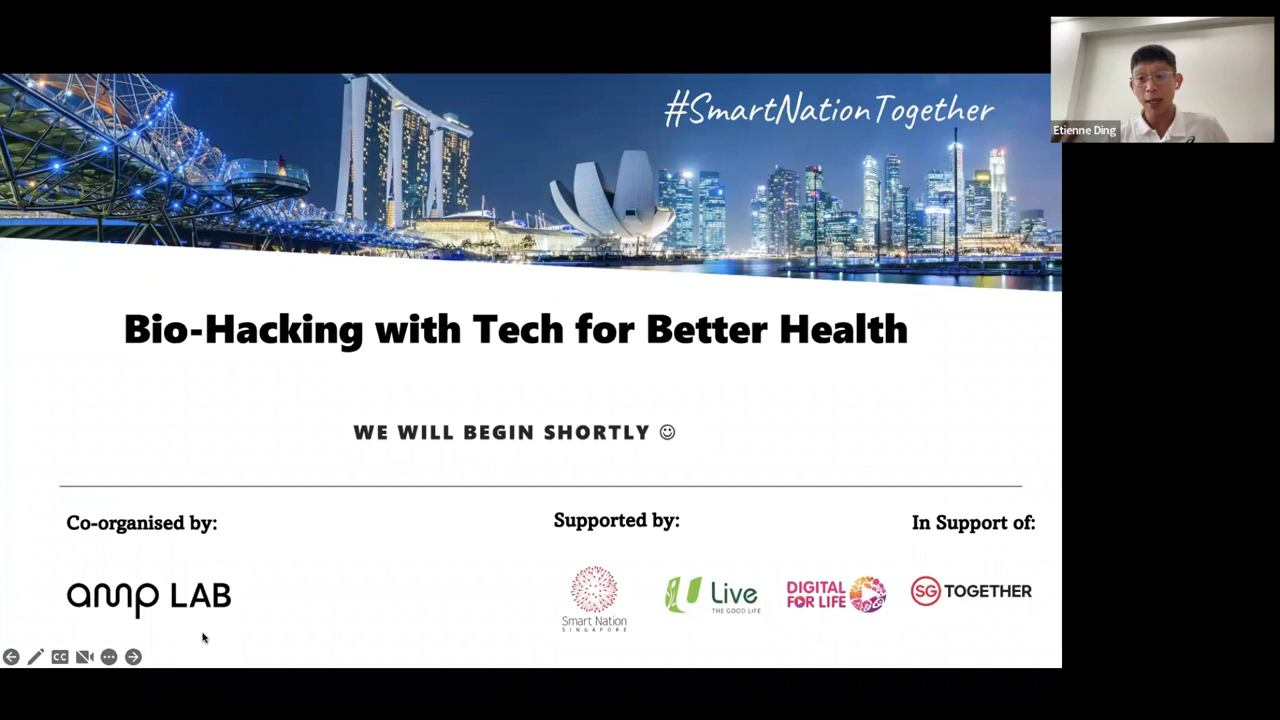 #SmartNationTogether
Etienne Ding
Bio-Hacking with Tech for Better Health
WE WILL BEGIN SHORTLY ☺
Co-organised by:
Supported by:
In Support of:
amp LAB
Smart Nation
SINGAPORE
U Live
THE GOOD LIFE
DIGITAL
FOR LIFE
SG TOGETHER
CC